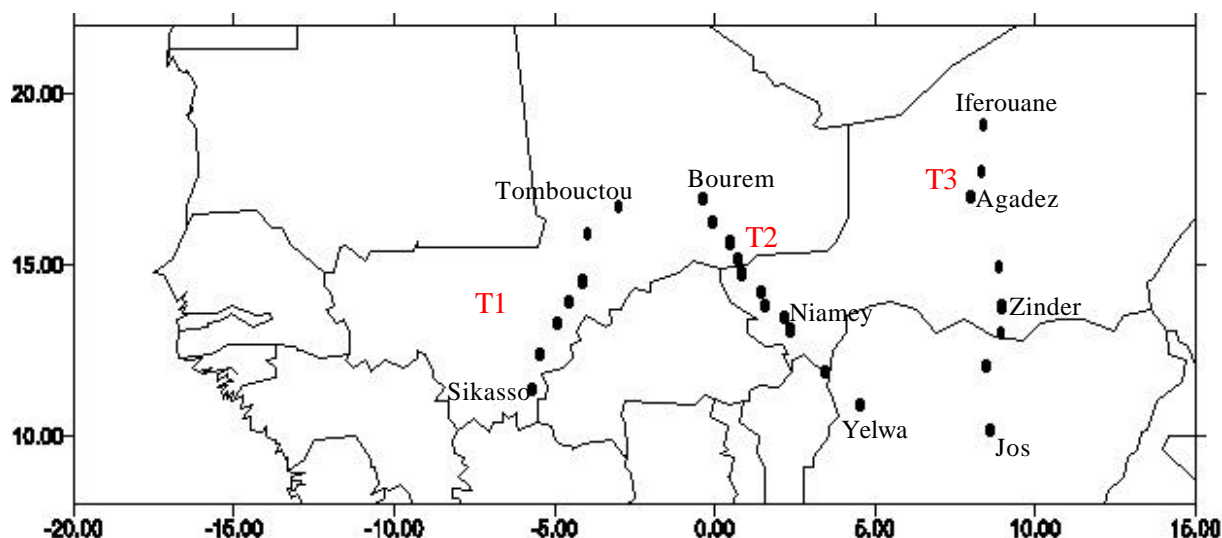 20.00
15.00
10.00
Iferouane
T3
Agadez
Tombouctou
Bourem
T2
T1
Niamey
Zinder
Sikasso
Yelwa
Jos
-20.00 -15.00 -10.00 -5.00 0.00 5.00 10.00 15.00